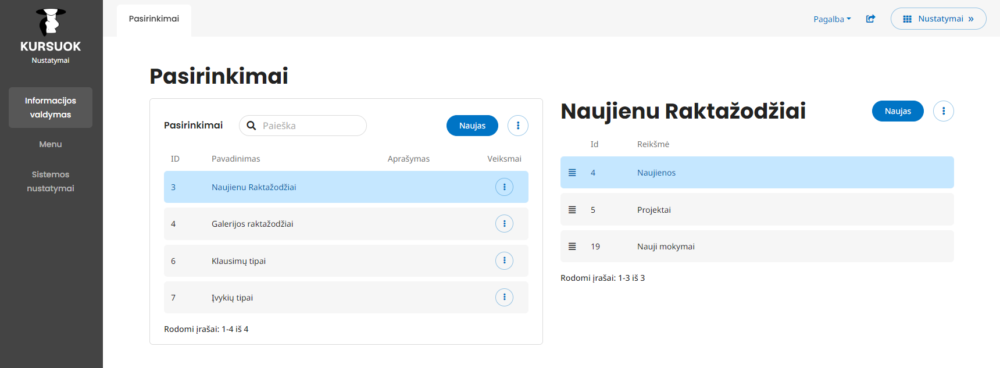 KURSUOK
Nustatymai
Informacijos
valdymas
Menu
Sistemos
nustatymai
Pasirinkimai
Pagalba
Nustatymai »
Pasirinkimai
Pasirinkimai
Paieška
Naujas
ID Pavadinimas Aprašymas Veiksmai
3 Naujienu Raktažodžiai
4 Galerijos raktažodžiai
6 Klausimų tipai
7 Įvykių tipai
Rodomi įrašai: 1-4 iš 4
Naujienu Raktažodžiai
Naujas
Id Reikšmė
4 Naujienos
5 Projektai
19 Nauji mokymai
Rodomi įrašai: 1-3 iš 3